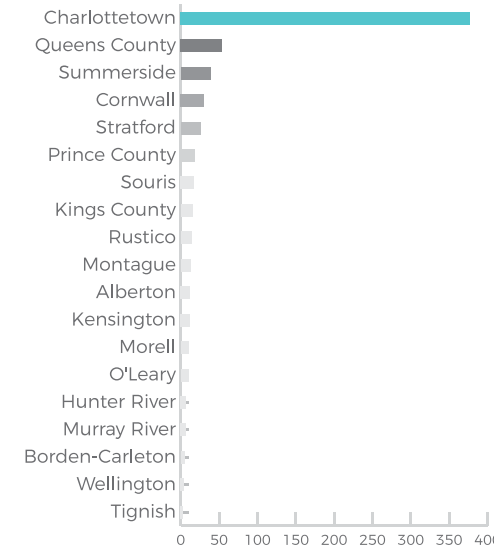 Charlottetown
Queens County
Summerside
Cornwall
Stratford
Prince County
Souris
Kings County
Rustico
Montague
Alberton
Kensington
Morell
O'Leary
Hunter River
Murray River
Borden-Carleton
Wellington
Tignish
0 50 100 150 200 250 300 350 400